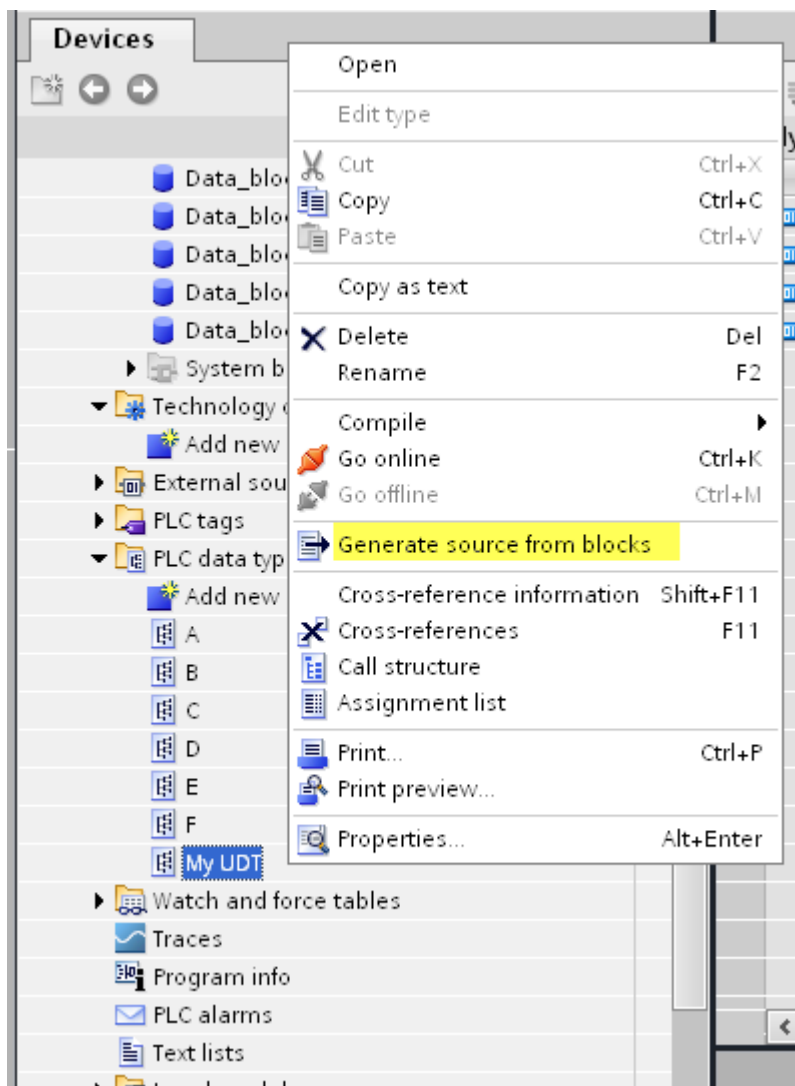 Devices
Open
Edit type
Cut Ctrl+X
Data_blo
Copy Ctrl+C
Data_blo
Paste Ctrl+V
Data_blo
Copy as text
Data_blo
Data_blo
Delete Del
System b
Rename F2
Technology
Compile
Add new
Go online Ctrl+K
External sou
Go offline Ctrl+M
PLC tags
Generate source from blocks
PLC data typ
Add new
Cross-reference information Shift+F11
A
Cross-references F11
B
Call structure
C
Assignment list
D
Print... Ctrl+P
E
Print preview...
F
Properties... Alt+Enter
My UDT
Watch and force tables
Traces
Program info
PLC alarms
Text lists